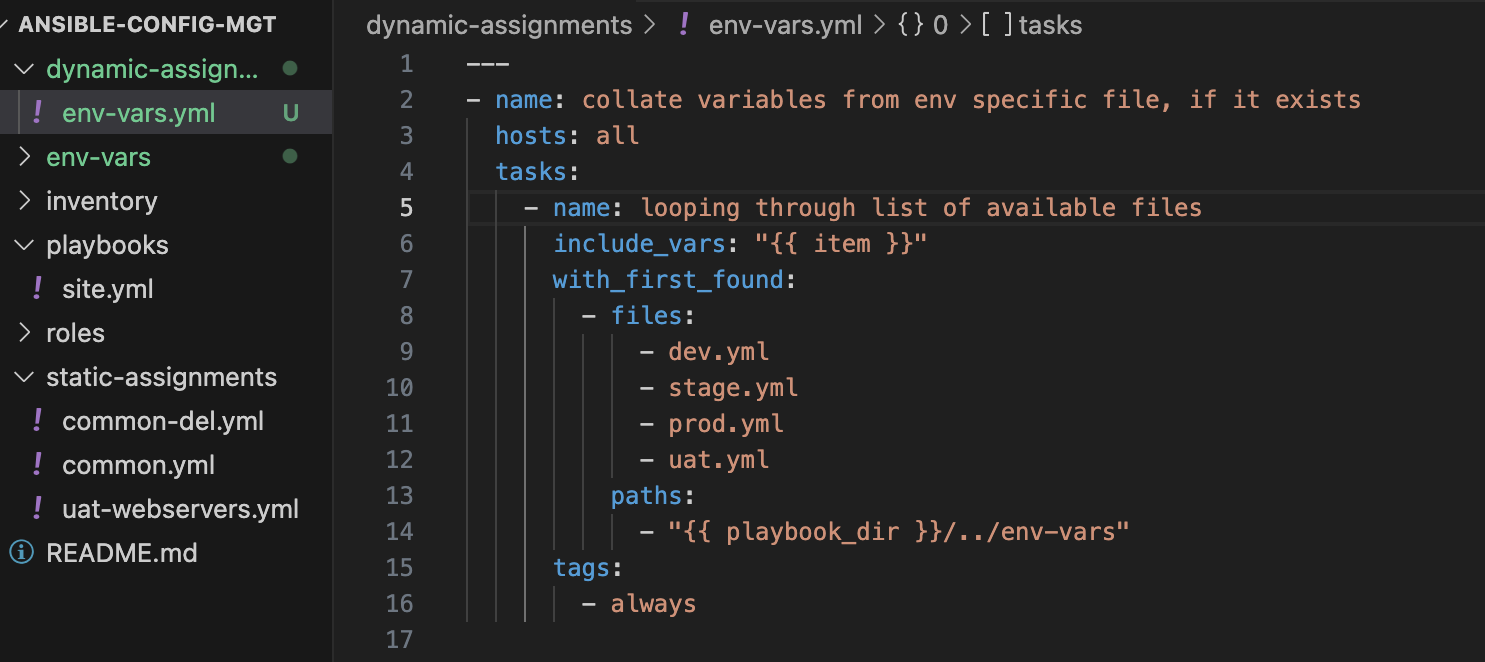 ANSIBLE-CONFIG-MGT
dynamic-assign...
! env-vars.yml U
env-vars
inventory
playbooks
! site.yml
roles
static-assignments
! common-del.yml
! common.yml
! uat-webservers.yml
README.md
dynamic-assignments > ! env-vars.yml > {} 0 > [ ] tasks
1 ---
2 - name: collate variables from env specific file, if it exists
3   hosts: all
4   tasks:
5     - name: looping through list of available files
6       include_vars: "{{ item }}"
7       with_first_found:
8         - files:
9             - dev.yml
10             - stage.yml
11             - prod.yml
12             - uat.yml
13           paths:
14             - "{{ playbook_dir }}/../env-vars"
15       tags:
16         - always
17